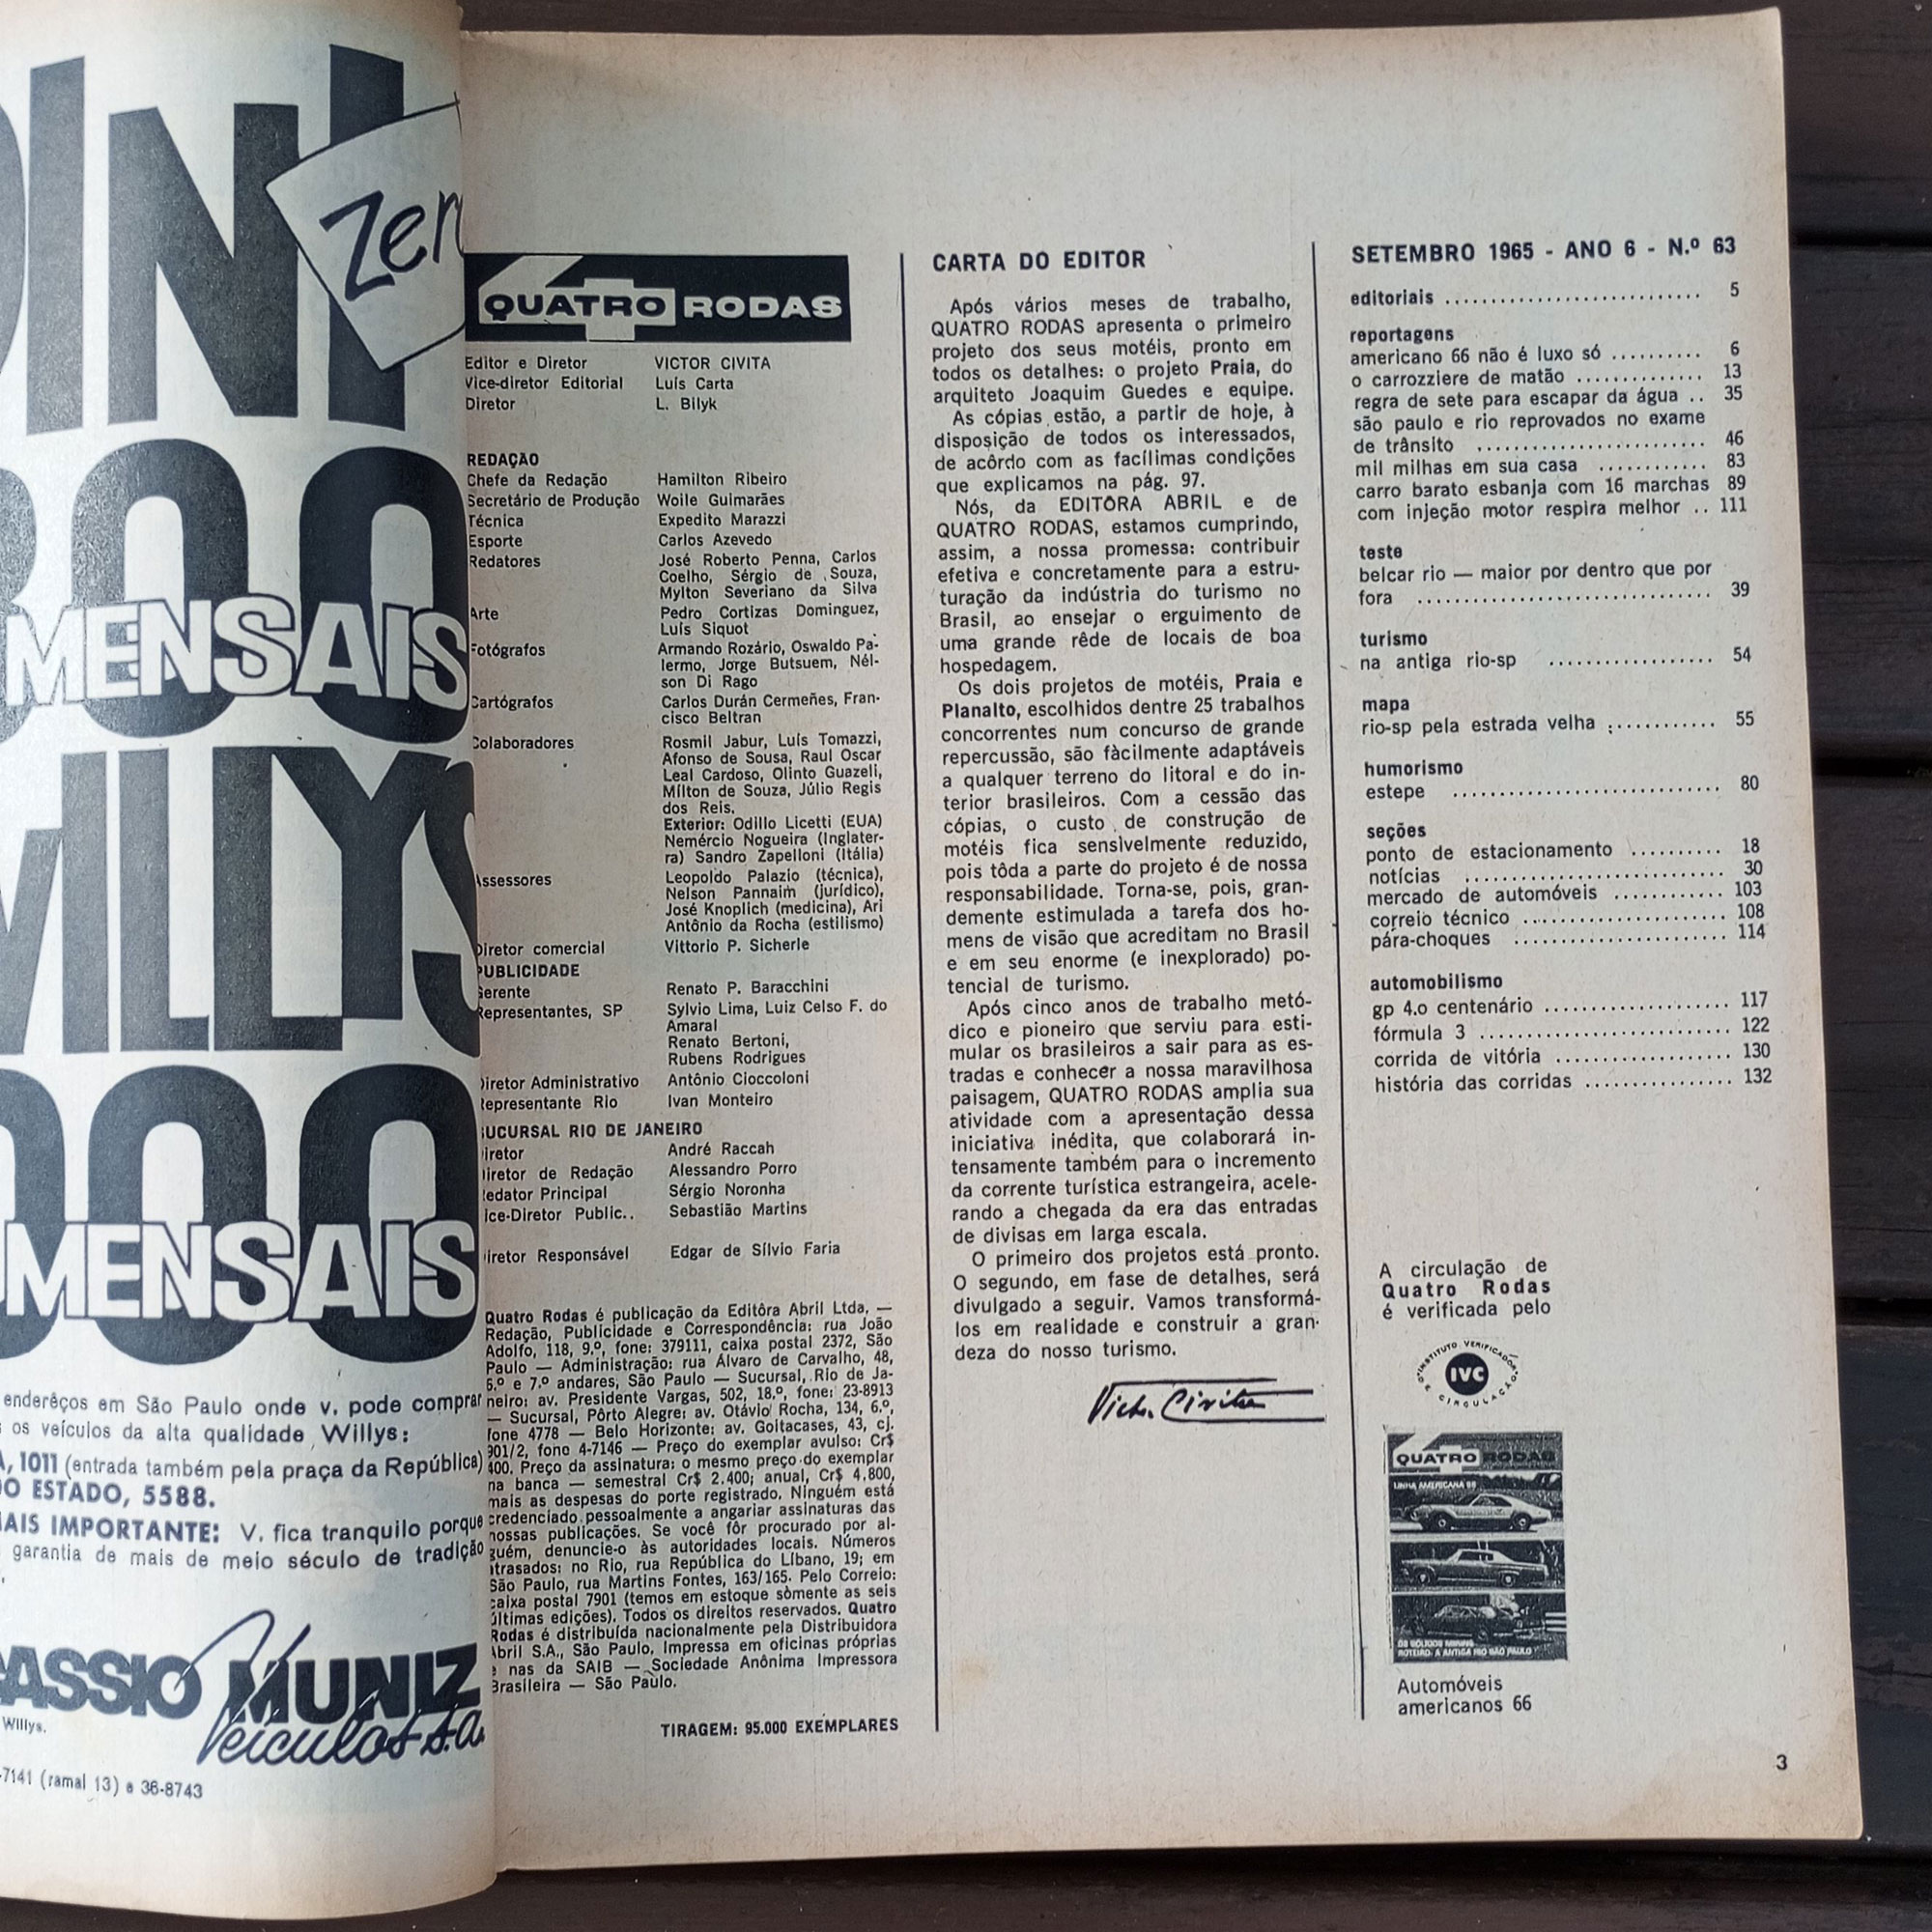 Zer
MENSAIS
MENSAIS
enderêços em São Paulo onde v. pode comprar
os veículos da alta qualidade Willys:
1011 (entrada também pela praça da República)
DO ESTADO, 5588.
MAIS IMPORTANTE: V. fica tranquilo porque
garantia de mais de meio século de tradição
CASSIO MUNIZ
Veículos s.a.
Willys.
-7141 (ramal 13) e 36-8743
QUATRO RODAS
Editor e Diretor VICTOR CIVITA
Vice-diretor Editorial Luís Carta
Diretor L. Bilyk
REDAÇÃO
Chefe da Redação Hamilton Ribeiro
Secretário de Produção Woile Guimarães
Técnica Expedito Marazzi
Esporte Carlos Azevedo
Redatores José Roberto Penna, Carlos
Coelho, Sérgio de Souza,
Mylton Severiano da Silva
Arte Pedro Cortizas Dominguez,
Luís Siquot
Fotógrafos Armando Rozário, Oswaldo Pa-
lermo, Jorge Butsuem, Nél-
son Di Rago
Cartógrafos Carlos Durán Cermeñes, Fran-
cisco Beltran
Colaboradores Rosmil Jabur, Luís Tomazzi,
Afonso de Sousa, Raul Oscar
Leal Cardoso, Olinto Guazeli,
Mílton de Souza, Júlio Regis
dos Reis.
Exterior: Odillo Licetti (EUA)
Nemércio Nogueira (Inglater-
ra) Sandro Zapelloni (Itália)
Assessores Leopoldo Palazio (técnica),
Nelson Pannaim (jurídico),
José Knoplich (medicina), Ari
Antônio da Rocha (estilismo)
Diretor comercial Vittorio P. Sicherle
PUBLICIDADE
Gerente Renato P. Baracchini
Representantes, SP Sylvio Lima, Luiz Celso F. do
Amaral
Renato Bertoni,
Rubens Rodrigues
Diretor Administrativo Antônio Cioccoloni
Representante Rio Ivan Monteiro
SUCURSAL RIO DE JANEIRO
Diretor André Raccah
Diretor de Redação Alessandro Porro
Redator Principal Sérgio Noronha
Vice-Diretor Public.. Sebastião Martins
Diretor Responsável Edgar de Sílvio Faria
Quatro Rodas é publicação da Editôra Abril Ltda, —
Redação, Publicidade e Correspondência: rua João
Adolfo, 118, 9.º, fone: 379111, caixa postal 2372, São
Paulo — Administração: rua Álvaro de Carvalho, 48,
6.º e 7.º andares, São Paulo — Sucursal, Rio de Ja-
neiro: av. Presidente Vargas, 502, 18.º, fone: 23-8913
— Sucursal, Pôrto Alegre: av. Otávio Rocha, 134, 6.º,
fone 4778 — Belo Horizonte: av. Goitacases, 43, cj.
901/2, fone 4-7146 — Preço do exemplar avulso: Cr$
400. Preço da assinatura: o mesmo preço do exemplar
na banca — semestral Cr$ 2.400; anual, Cr$ 4.800,
mais as despesas do porte registrado. Ninguém está
credenciado pessoalmente a angariar assinaturas das
nossas publicações. Se você fôr procurado por al-
guém, denuncie-o às autoridades locais. Números
atrasados: no Rio, rua República do Líbano, 19; em
São Paulo, rua Martins Fontes, 163/165. Pelo Correio:
caixa postal 7901 (temos em estoque sòmente as seis
últimas edições). Todos os direitos reservados. Quatro
Rodas é distribuída nacionalmente pela Distribuidora
Abril S.A., São Paulo, Impressa em oficinas próprias
e nas da SAIB — Sociedade Anônima Impressora
Brasileira — São Paulo.
TIRAGEM: 95.000 EXEMPLARES
CARTA DO EDITOR
Após vários meses de trabalho,
QUATRO RODAS apresenta o primeiro
projeto dos seus motéis, pronto em
todos os detalhes: o projeto Praia, do
arquiteto Joaquim Guedes e equipe.
As cópias estão, a partir de hoje, à
disposição de todos os interessados,
de acôrdo com as facílimas condições
que explicamos na pág. 97.
Nós, da EDITÔRA ABRIL e de
QUATRO RODAS, estamos cumprindo,
assim, a nossa promessa: contribuir
efetiva e concretamente para a estru-
turação da indústria do turismo no
Brasil, ao ensejar o erguimento de
uma grande rêde de locais de boa
hospedagem.
Os dois projetos de motéis, Praia e
Planalto, escolhidos dentre 25 trabalhos
concorrentes num concurso de grande
repercussão, são fàcilmente adaptáveis
a qualquer terreno do litoral e do in-
terior brasileiros. Com a cessão das
cópias, o custo de construção de
motéis fica sensìvelmente reduzido,
pois tôda a parte do projeto é de nossa
responsabilidade. Torna-se, pois, gran-
demente estimulada a tarefa dos ho-
mens de visão que acreditam no Brasil
e em seu enorme (e inexplorado) po-
tencial de turismo.
Após cinco anos de trabalho metó-
dico e pioneiro que serviu para esti-
mular os brasileiros a sair para as es-
tradas e conhecer a nossa maravilhosa
paisagem, QUATRO RODAS amplia sua
atividade com a apresentação dessa
iniciativa inédita, que colaborará in-
tensamente também para o incremento
da corrente turística estrangeira, acele-
rando a chegada da era das entradas
de divisas em larga escala.
O primeiro dos projetos está pronto.
O segundo, em fase de detalhes, será
divulgado a seguir. Vamos transformá-
los em realidade e construir a gran-
deza do nosso turismo.
Victor Civita
SETEMBRO 1965 - ANO 6 - N.º 63
editoriais 5
reportagens
americano 66 não é luxo só 6
o carrozziere de matão 13
regra de sete para escapar da água 35
são paulo e rio reprovados no exame
de trânsito 46
mil milhas em sua casa 83
carro barato esbanja com 16 marchas 89
com injeção motor respira melhor 111
teste
belcar rio — maior por dentro que por
fora 39
turismo
na antiga rio-sp 54
mapa
rio-sp pela estrada velha 55
humorismo
estepe 80
seções
ponto de estacionamento 18
notícias 30
mercado de automóveis 103
correio técnico 108
pára-choques 114
automobilismo
gp 4.o centenário 117
fórmula 3 122
corrida de vitória 130
história das corridas 132
A circulação de
Quatro Rodas
é verificada pelo
INSTITUTO VERIFICADOR DE CIRCULAÇÃO
IVC
QUATRO RODAS
LINHA AMERICANA 66
ROTEIRO: A ANTIGA RIO SÃO PAULO
Automóveis
americanos 66
3